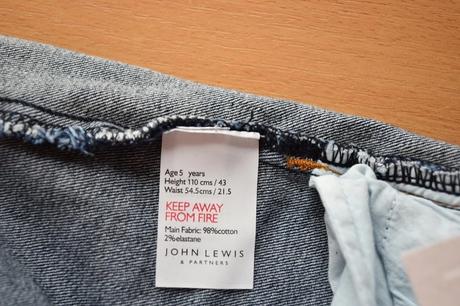 Age 5 years
Height 110 cms / 43
Waist 54.5cms / 21.5
KEEP AWAY
FROM FIRE
Main Fabric: 98%cotton
2%elastane
JOHN LEWIS
& PARTNERS